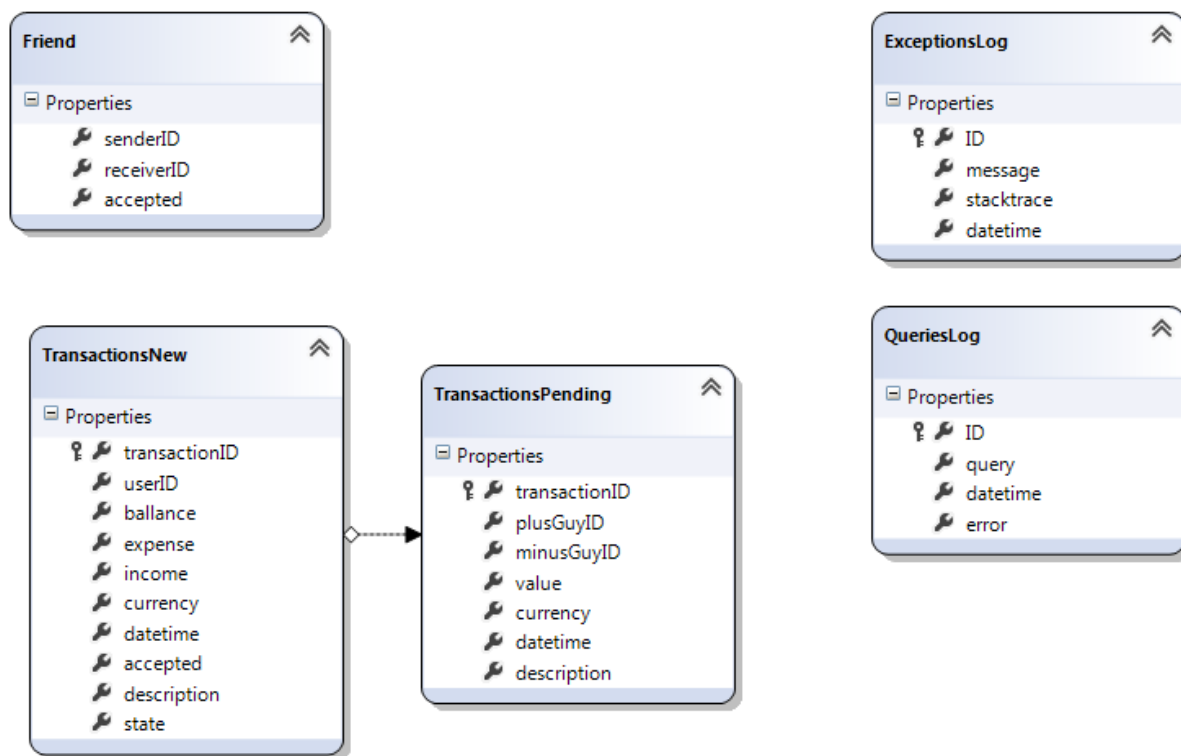 Friend
Properties
senderID
receiverID
accepted
ExceptionsLog
Properties
ID
message
stacktrace
datetime
TransactionsNew
Properties
transactionID
userID
ballance
expense
income
currency
datetime
accepted
description
state
TransactionsPending
Properties
transactionID
plusGuyID
minusGuyID
value
currency
datetime
description
QueriesLog
Properties
ID
query
datetime
error